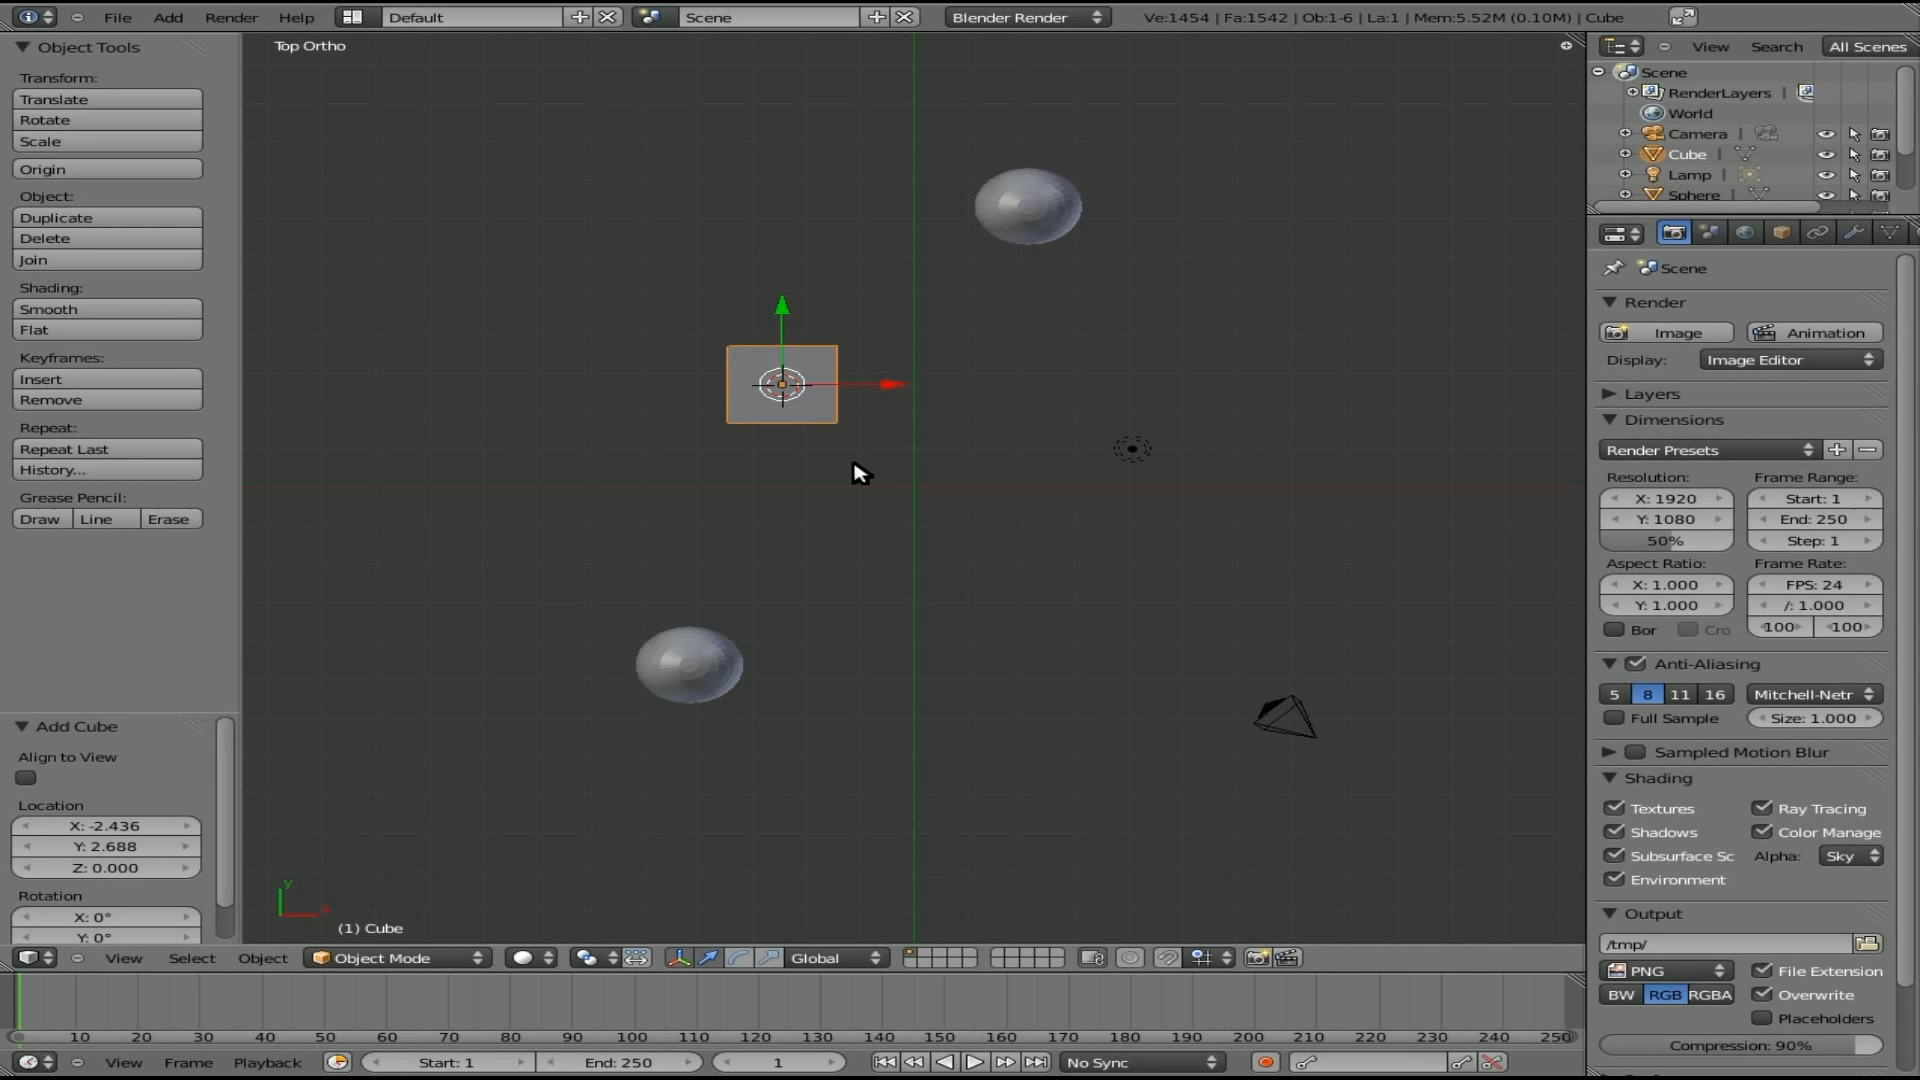 File Add Render Help Default Scene Blender Render Ve:1454 | Fa:1542 | Ob:1-6 | La:1 | Mem:5.52M (0.10M) | Cube
Object Tools
Transform:
Translate
Rotate
Scale
Origin
Object:
Duplicate
Delete
Join
Shading:
Smooth
Flat
Keyframes:
Insert
Remove
Repeat:
Repeat Last
History...
Grease Pencil:
Draw Line Erase
Add Cube
Align to View
Location
X: -2.436
Y: 2.688
Z: 0.000
Rotation
X: 0°
Y: 0°
Top Ortho
y
(1) Cube
View Select Object Object Mode Global
10 20 30 40 50 60 70 80 90 100 110 120 130 140 150 160 170 180 190 200 210 220 230 240 250
View Frame Playback Start: 1 End: 250 1 No Sync
View Search All Scenes
Scene
RenderLayers |
World
Camera |
Cube |
Lamp |
Sphere |
Scene
Render
Image Animation
Display: Image Editor
Layers
Dimensions
Render Presets
Resolution: Frame Range:
X: 1920 Start: 1
Y: 1080 End: 250
50% Step: 1
Aspect Ratio: Frame Rate:
X: 1.000 FPS: 24
Y: 1.000 /: 1.000
Bor Cro 100 100
Anti-Aliasing
5 8 11 16 Mitchell-Netr
Full Sample Size: 1.000
Sampled Motion Blur
Shading
Textures Ray Tracing
Shadows Color Manage
Subsurface Sc Alpha: Sky
Environment
Output
/tmp/
PNG File Extension
BW RGB RGBA Overwrite
Placeholders
Compression: 90%